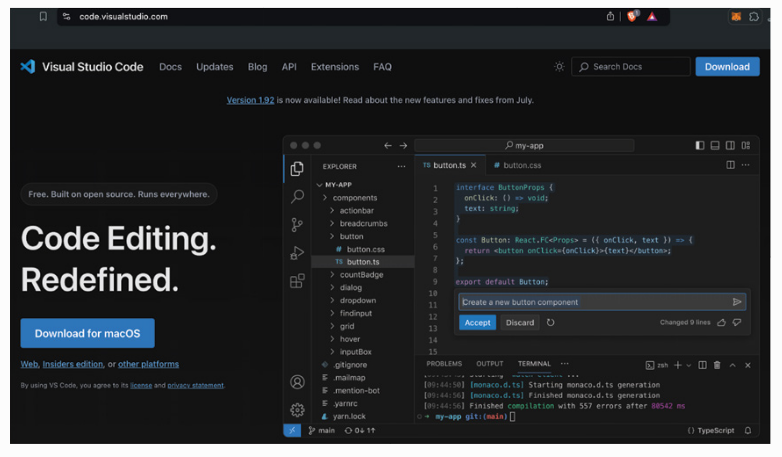 code.visualstudio.com
Visual Studio Code Docs Updates Blog API Extensions FAQ Search Docs Download
Version 1.92 is now available! Read about the new features and fixes from July.
Free. Built on open source. Runs everywhere.
Code Editing.
Redefined.
Download for macOS
Web, Insiders edition, or other platforms
By using VS Code, you agree to its license and privacy statement.
my-app
EXPLORER
MY-APP
components
actionbar
breadcrumbs
button
# button.css
TS button.ts
countBadge
dialog
dropdown
findinput
grid
hover
inputBox
.gitignore
.mailmap
.mention-bot
.yarnrc
yarn.lock
TS button.ts # button.css
1 interface ButtonProps {
2 onClick: () => void;
3 text: string;
4 }
5
6 const Button: React.FC<Props> = ({ onClick, text }) => {
7 return <button onClick={onClick}>{text}</button>;
8 };
9 export default Button;
10
11 Create a new button component
12
13 Accept Discard Changed 9 lines
14
15
PROBLEMS OUTPUT TERMINAL ··· zsh
[09:44:50] [monaco.d.ts] Starting monaco.d.ts generation
[09:44:56] [monaco.d.ts] Finished monaco.d.ts generation
[09:44:56] Finished compilation with 557 errors after 80542 ms
my-app git:(main)
main 0↓ 1↑ {} TypeScript